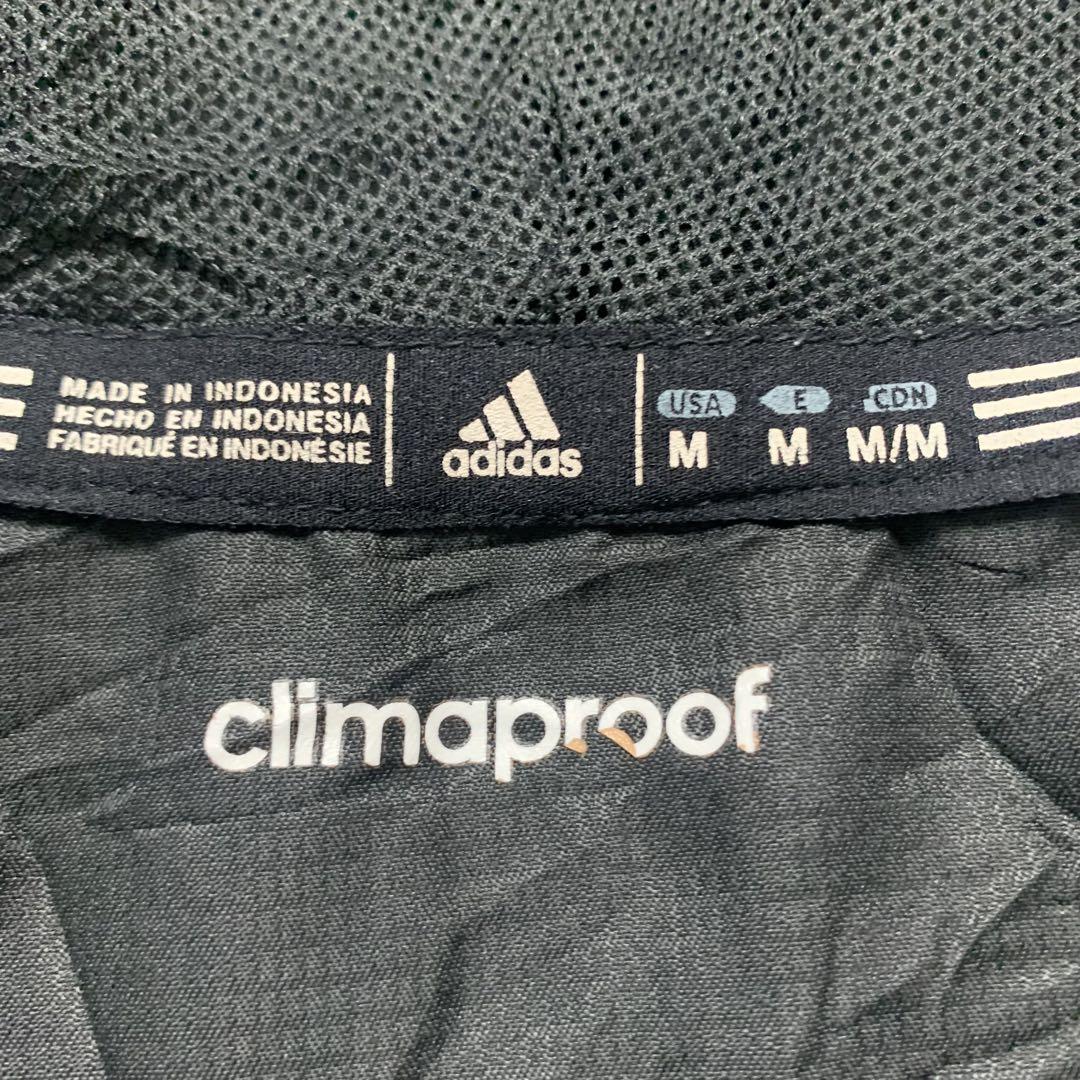 MADE IN INDONESIA
HECHO EN INDONESIA
FABRIQUÉ EN INDONÉSIE
adidas
USA E CDN
M M M/M
climaproof